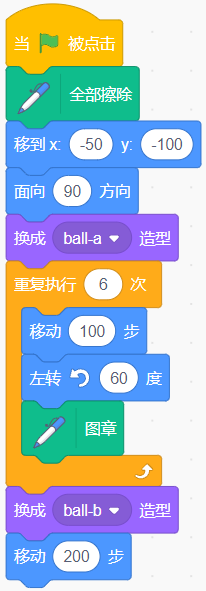 当 被点击
全部擦除
移到 x: -50 y: -100
面向 90 方向
换成 ball-a 造型
重复执行 6 次
移动 100 步
左转 60 度
图章
换成 ball-b 造型
移动 200 步